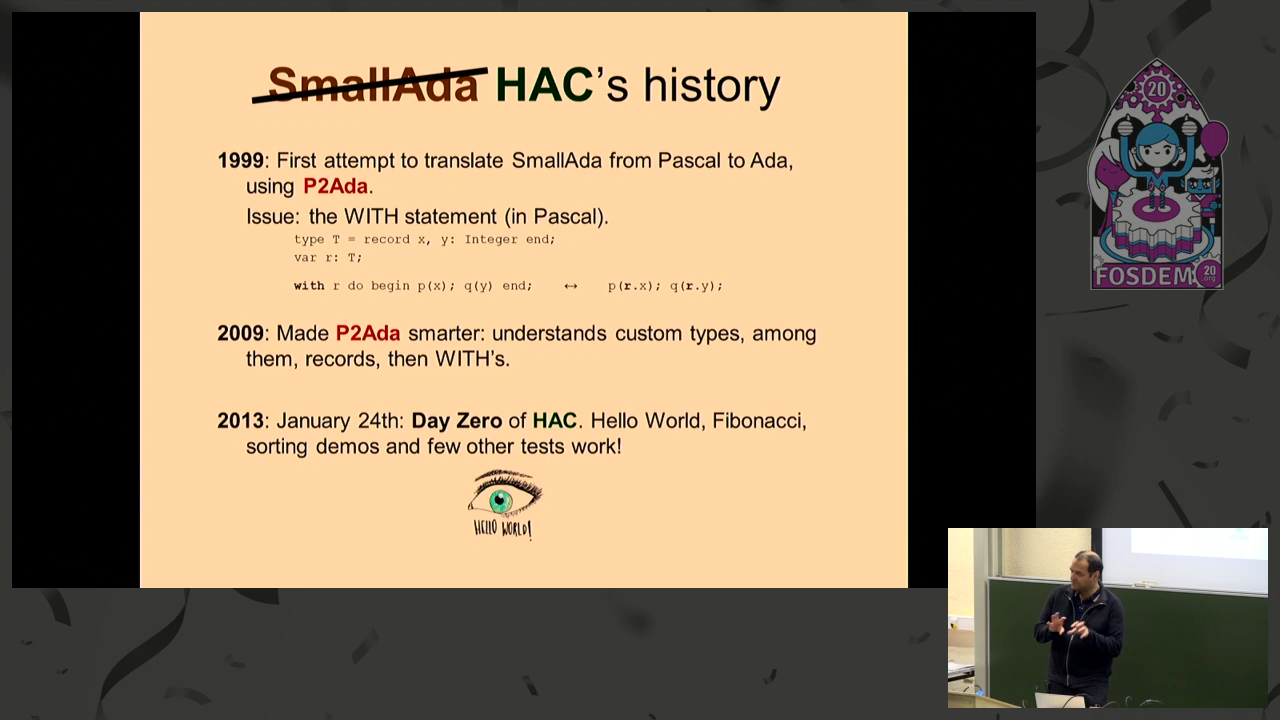 SmallAda HAC's history
1999: First attempt to translate SmallAda from Pascal to Ada,
using P2Ada.
Issue: the WITH statement (in Pascal).
type T = record x, y: Integer end;
var r: T;
with r do begin p(x); q(y) end; ↔ p(r.x); q(r.y);
2009: Made P2Ada smarter: understands custom types, among
them, records, then WITH's.
2013: January 24th: Day Zero of HAC. Hello World, Fibonacci,
sorting demos and few other tests work!
HELLO WORLD!
20
FOSDEM
20
.org